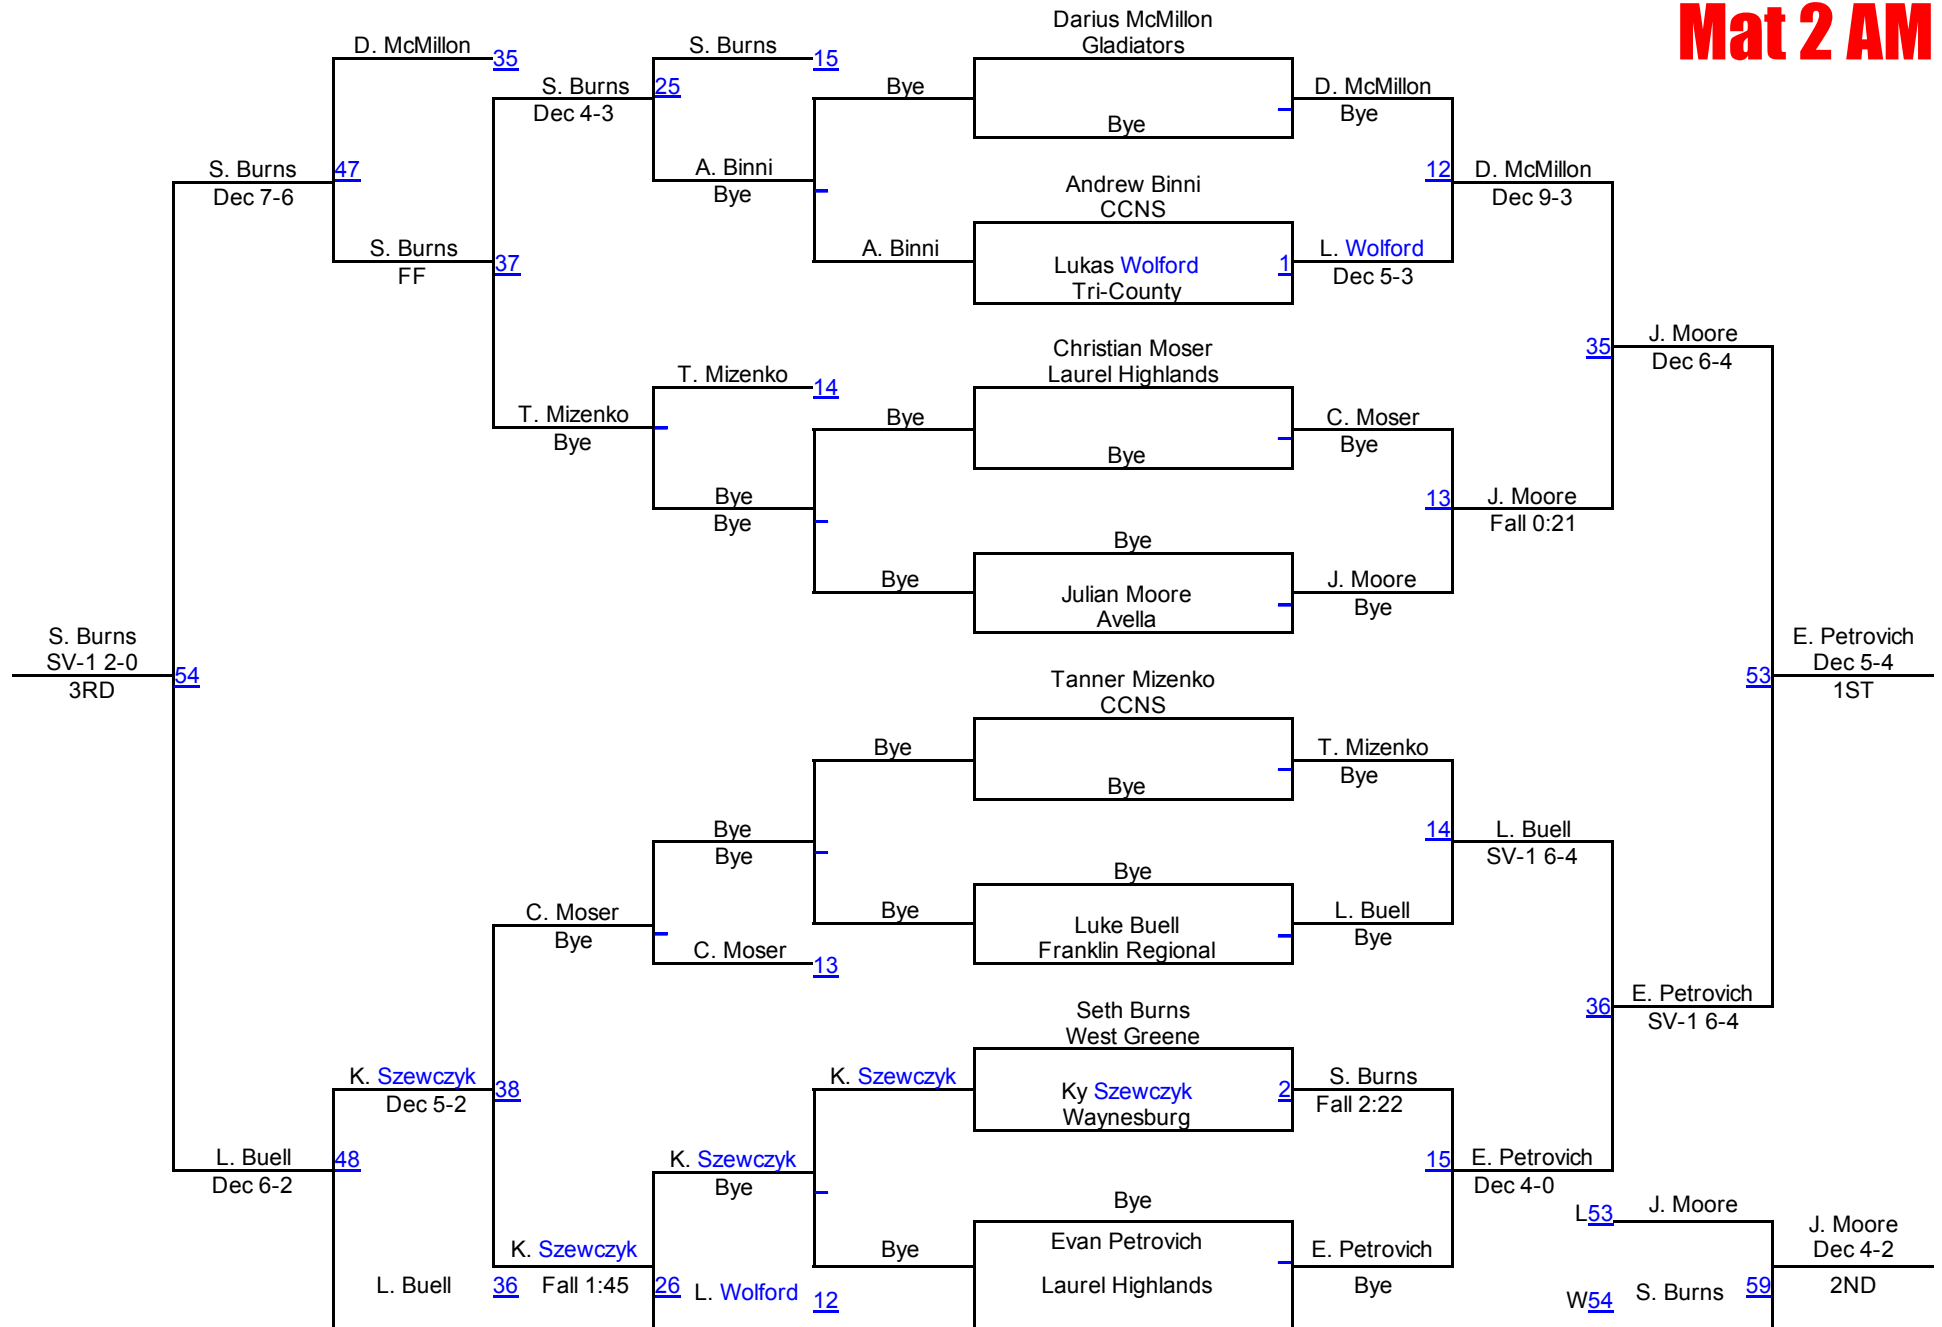 Mat 2 AM
Darius McMillon
Gladiators
D. McMillon
35
S. Burns
15
S. Burns
25
Dec 4-3
Bye
Bye
D. McMillon
Bye
S. Burns
47
Dec 7-6
A. Binni
Bye
Andrew Binni
CCNS
12
D. McMillon
Dec 9-3
S. Burns
FF
37
A. Binni
Lukas Wolford
Tri-County
1
L. Wolford
Dec 5-3
Christian Moser
Laurel Highlands
35
J. Moore
Dec 6-4
T. Mizenko
14
T. Mizenko
Bye
Bye
Bye
C. Moser
Bye
Bye
Bye
13
J. Moore
Fall 0:21
Bye
Bye
Julian Moore
Avella
J. Moore
Bye
S. Burns
SV-1 2-0
3RD
54
Tanner Mizenko
CCNS
53
E. Petrovich
Dec 5-4
1ST
Bye
Bye
T. Mizenko
Bye
Bye
Bye
14
L. Buell
SV-1 6-4
C. Moser
Bye
Bye
Bye
Luke Buell
Franklin Regional
L. Buell
Bye
C. Moser
13
Seth Burns
West Greene
36
E. Petrovich
SV-1 6-4
K. Szewczyk
Dec 5-2
38
K. Szewczyk
Ky Szewczyk
Waynesburg
2
S. Burns
Fall 2:22
L. Buell
Dec 6-2
48
K. Szewczyk
Bye
15
E. Petrovich
Dec 4-0
Bye
L53
J. Moore
K. Szewczyk
Fall 1:45
Bye
Evan Petrovich
Laurel Highlands
E. Petrovich
Bye
J. Moore
Dec 4-2
2ND
L. Buell
36
26
L. Wolford
12
W54
S. Burns
59